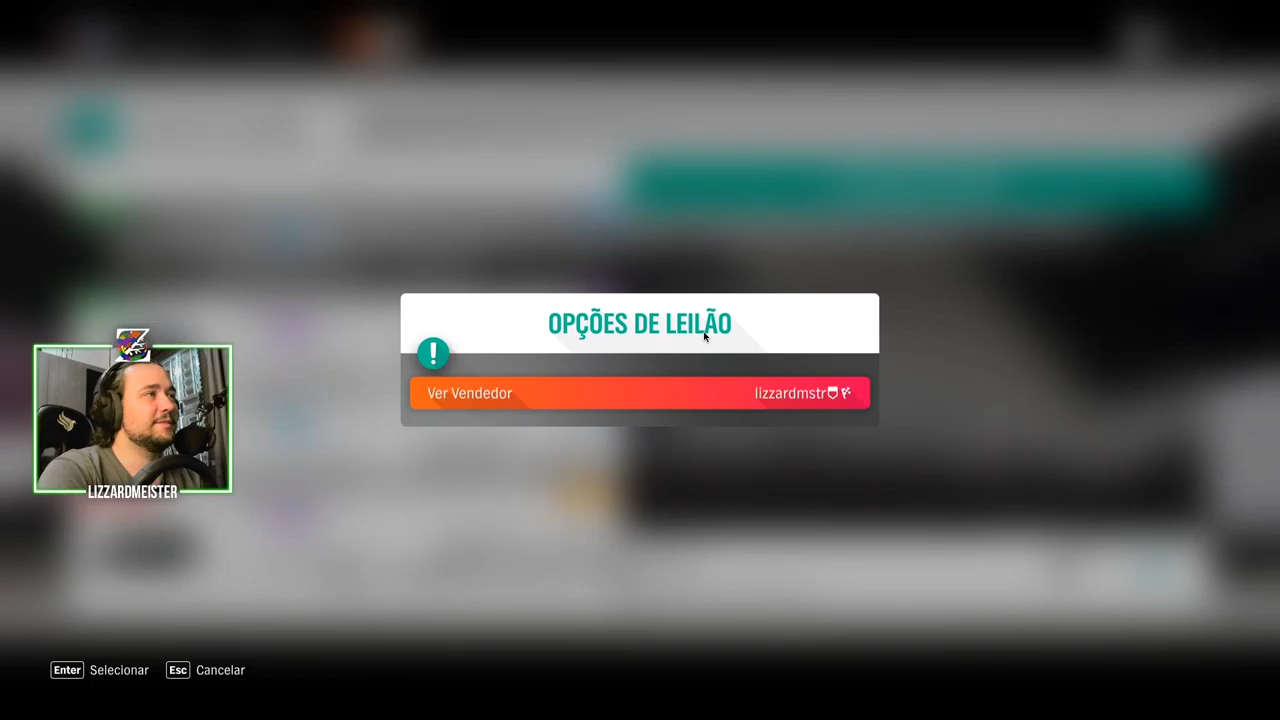 OPÇÕES DE LEILÃO
!
Ver Vendedor lizzardmstr
LIZZARDMEISTER
Enter Selecionar Esc Cancelar